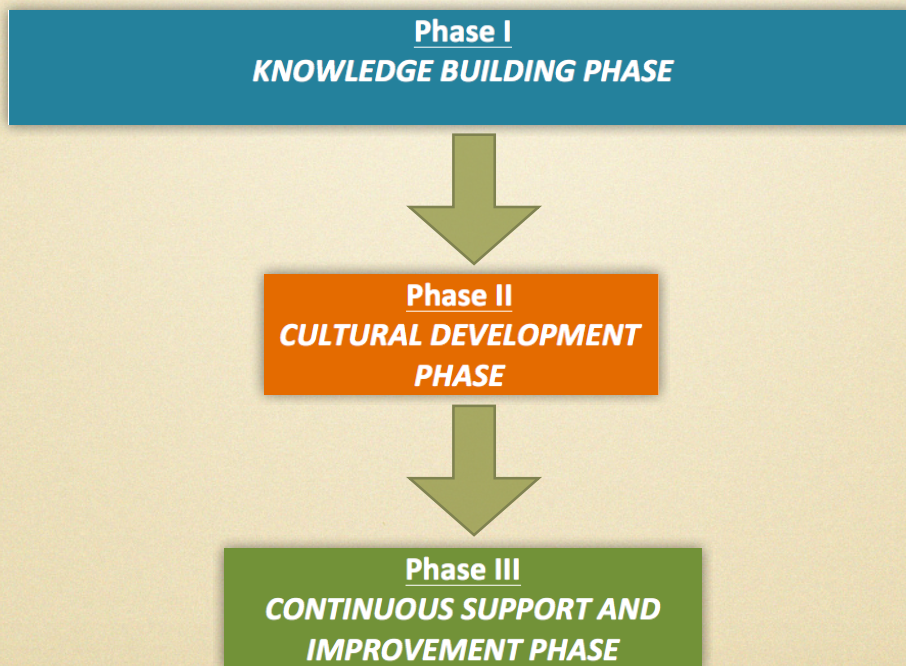 Phase I
KNOWLEDGE BUILDING PHASE
Phase II
CULTURAL DEVELOPMENT
PHASE
Phase III
CONTINUOUS SUPPORT AND
IMPROVEMENT PHASE